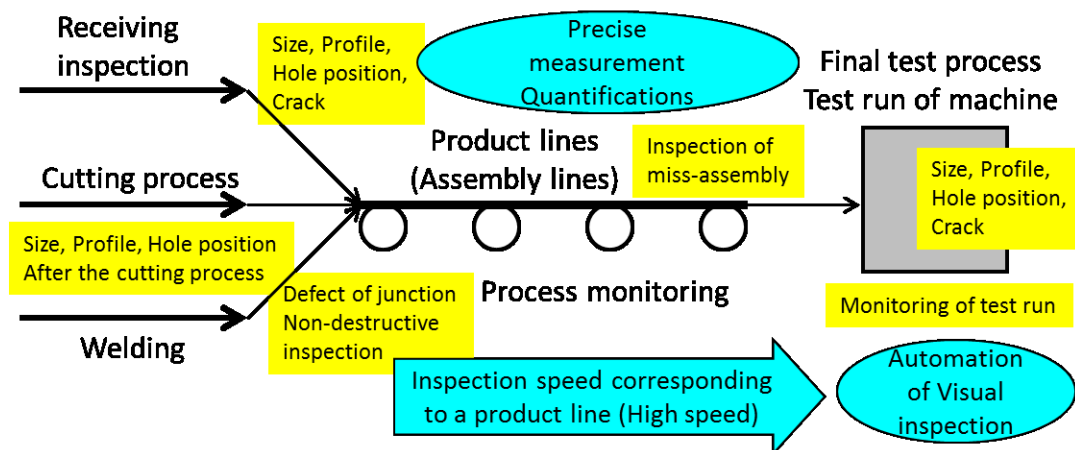 Receiving
inspection
Size, Profile,
Hole position,
Crack
Precise
measurement
Quantifications
Final test process
Test run of machine
Cutting process
Product lines
(Assembly lines)
Inspection of
miss-assembly
Size, Profile,
Hole position,
Crack
Size, Profile, Hole position
After the cutting process
Welding
Defect of junction
Non-destructive
inspection
Process monitoring
Monitoring of test run
Inspection speed corresponding
to a product line (High speed)
Automation
of Visual
inspection